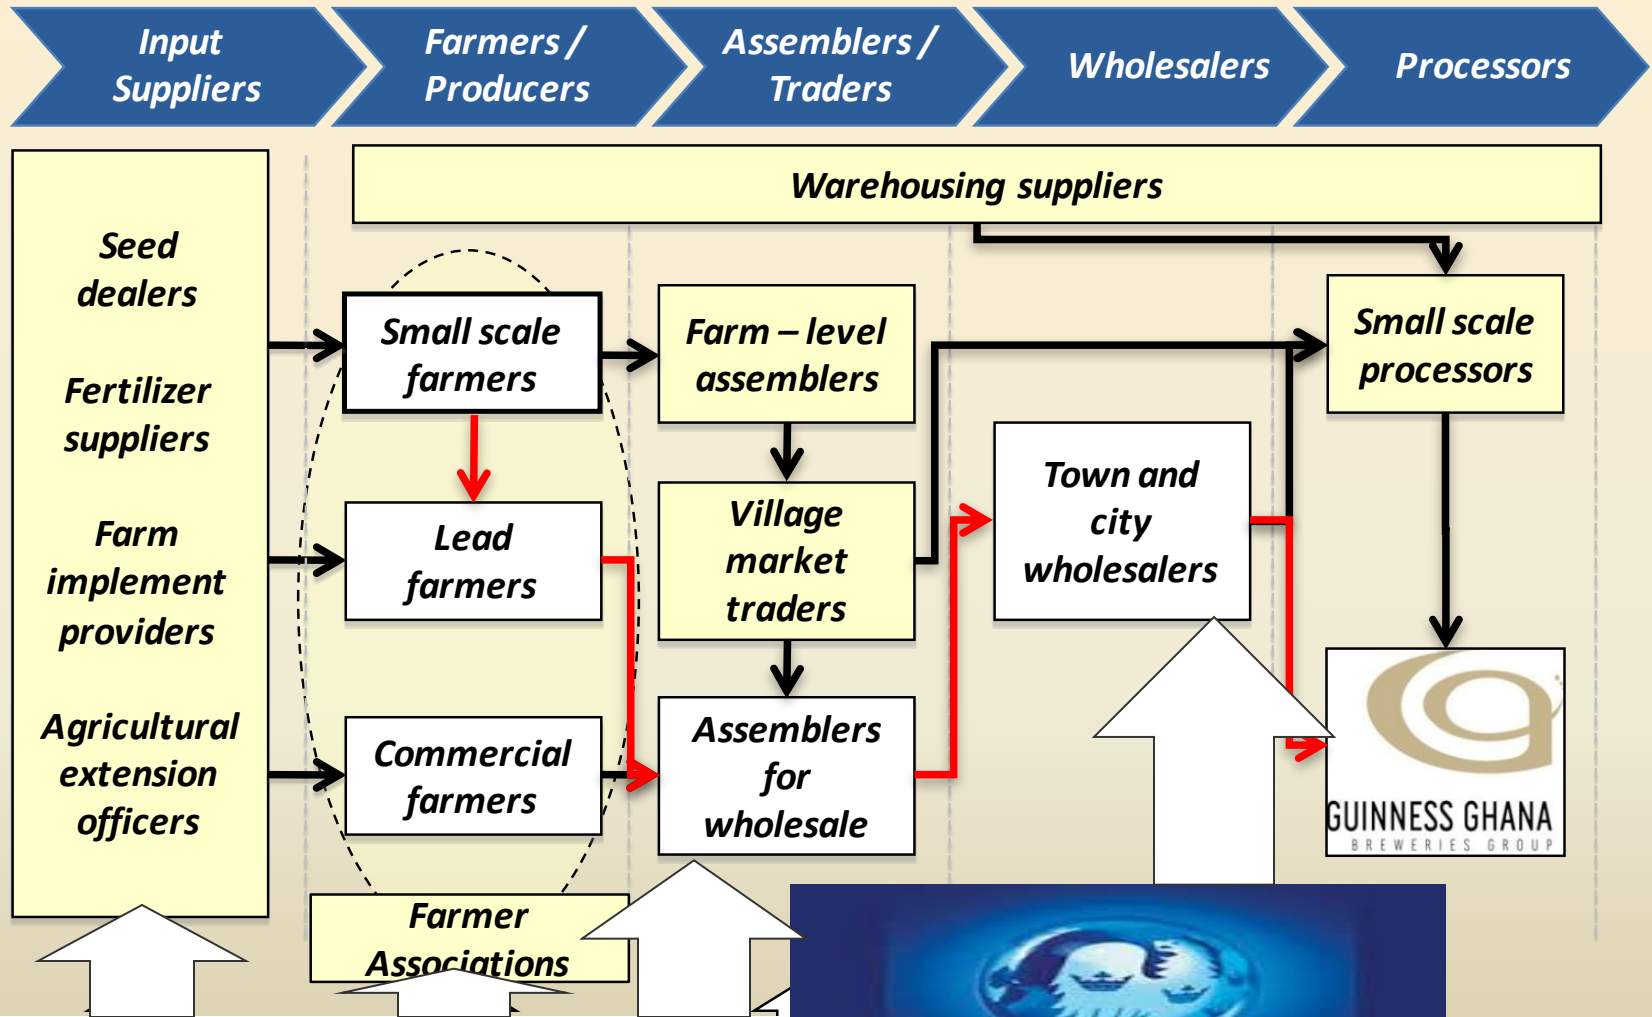 Input
Suppliers
Farmers /
Producers
Assemblers /
Traders
Wholesalers
Processors
Warehousing suppliers
Seed
dealers
Fertilizer
suppliers
Farm
implement
providers
Agricultural
extension
officers
Small scale
farmers
Lead
farmers
Commercial
farmers
Farmer
Associations
Farm – level
assemblers
Village
market
traders
Assemblers
for
wholesale
Town and
city
wholesalers
Small scale
processors
GUINNESS GHANA
BREWERIES GROUP